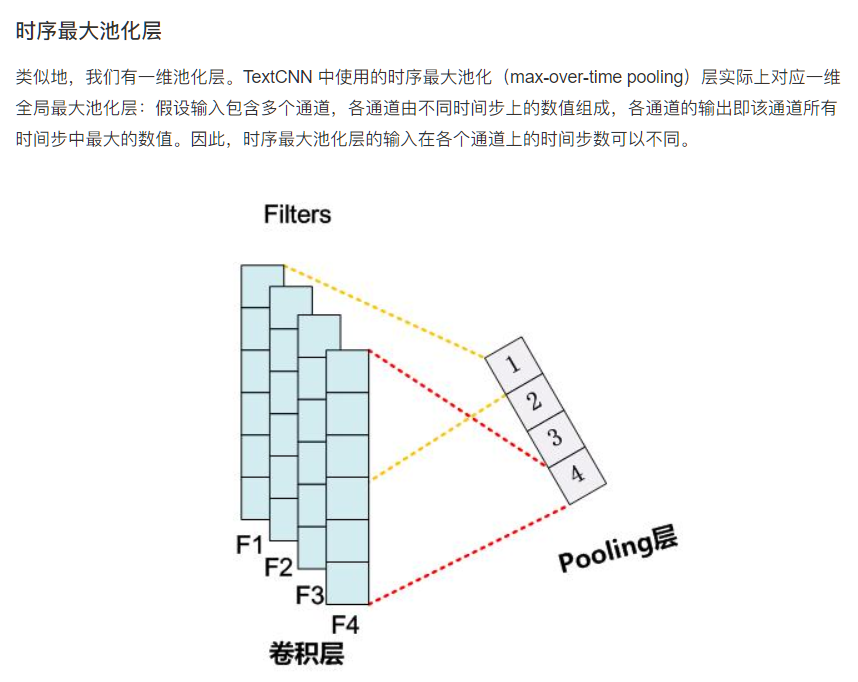 时序最大池化层
类似地，我们有一维池化层。TextCNN 中使用的时序最大池化（max-over-time pooling）层实际上对应一维
全局最大池化层：假设输入包含多个通道，各通道由不同时间步上的数值组成，各通道的输出即该通道所有
时间步中最大的数值。因此，时序最大池化层的输入在各个通道上的时间步数可以不同。
Filters
1
2
3
4
F1
F2
F3
F4
Pooling层
卷积层